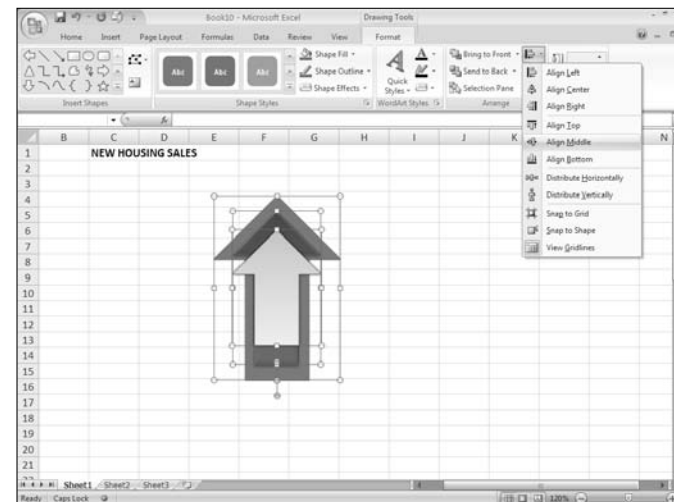 Book10 - Microsoft Excel
Drawing Tools
Home Insert Page Layout Formulas Data Review View Format
Shape Fill
Shape Outline
Shape Effects
Abc Abc Abc
Quick Styles
Bring to Front
Send to Back
Selection Pane
Insert Shapes Shape Styles WordArt Styles Arrange
Align Left
Align Center
Align Right
Align Top
Align Middle
Align Bottom
Distribute Horizontally
Distribute Vertically
Snap to Grid
Snap to Shape
View Gridlines
fx
B C D E F G H I J K N
1 NEW HOUSING SALES
2
3
4
5
6
7
8
9
10
11
12
13
14
15
16
17
18
19
20
21
22
Sheet1 Sheet2 Sheet3
Ready Caps Lock 120%